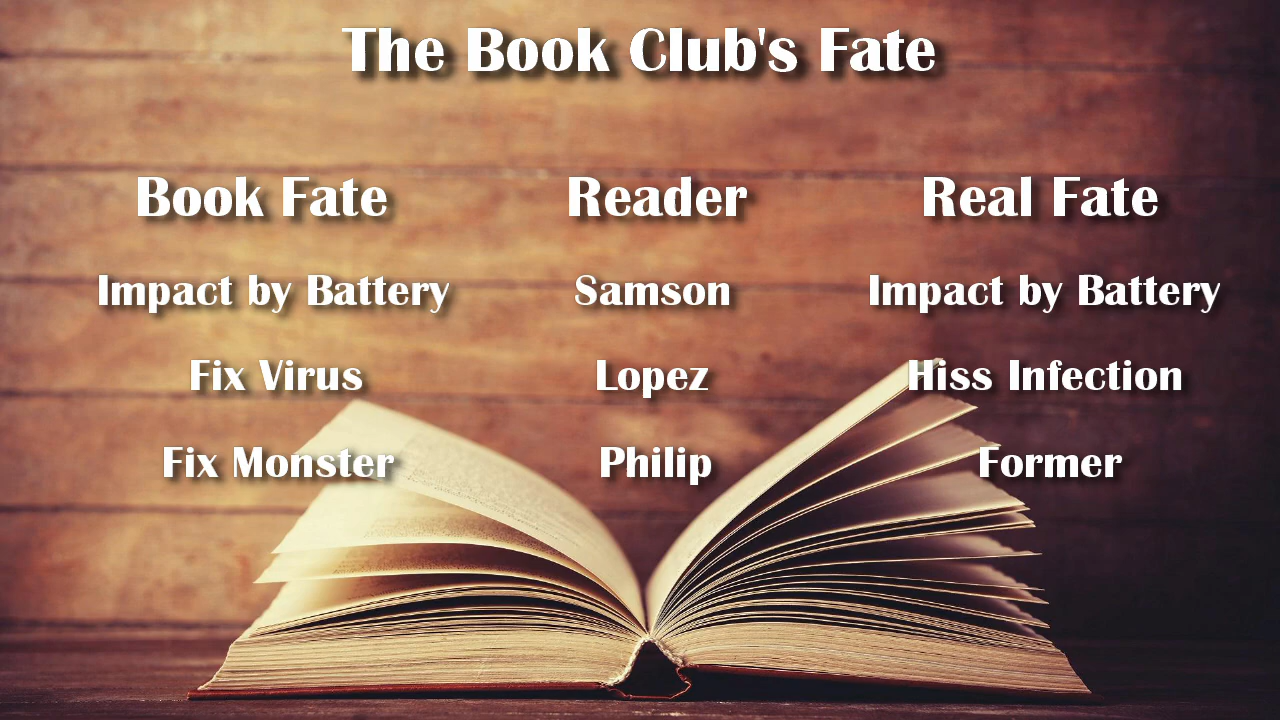 The Book Club's Fate
Book Fate Reader Real Fate
Impact by Battery Samson Impact by Battery
Fix Virus Lopez Hiss Infection
Fix Monster Philip Former